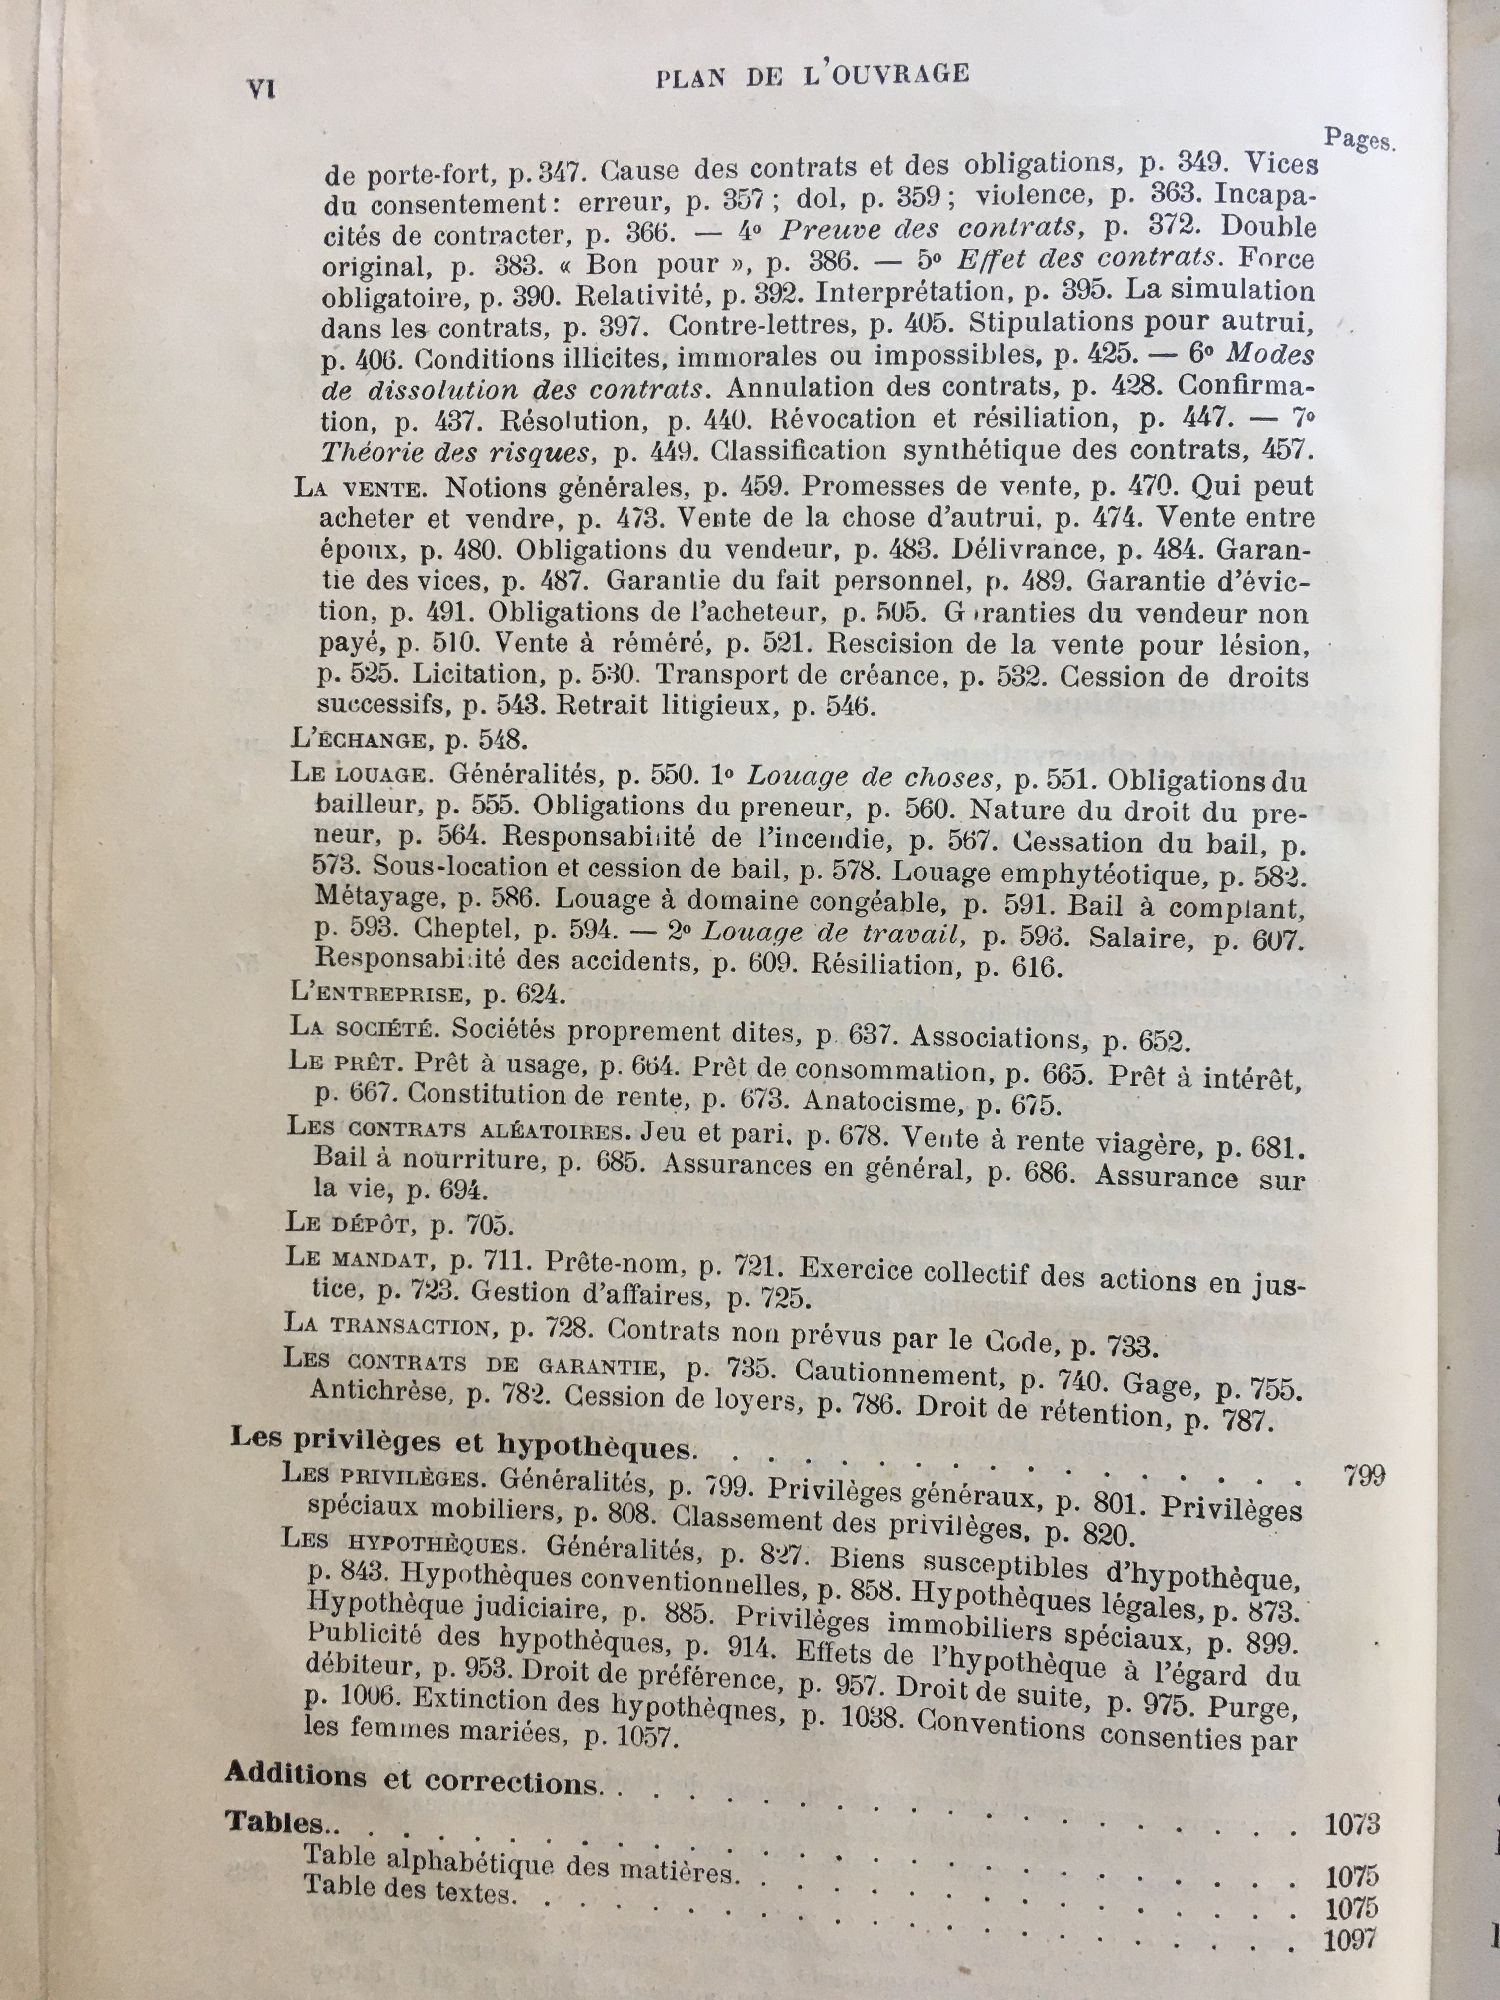 VI
PLAN DE L'OUVRAGE
Pages.
de porte-fort, p. 347. Cause des contrats et des obligations, p. 349. Vices
du consentement : erreur, p. 357 ; dol, p. 359 ; violence, p. 363. Incapa-
cités de contracter, p. 366. — 4º Preuve des contrats, p. 372. Double
original, p. 383. « Bon pour », p. 386. — 5º Effet des contrats. Force
obligatoire, p. 390. Relativité, p. 392. Interprétation, p. 395. La simulation
dans les contrats, p. 397. Contre-lettres, p. 405. Stipulations pour autrui,
p. 406. Conditions illicites, immorales ou impossibles, p. 425. — 6º Modes
de dissolution des contrats. Annulation des contrats, p. 428. Confirma-
tion, p. 437. Résolution, p. 440. Révocation et résiliation, p. 447. — 7º
Théorie des risques, p. 449. Classification synthétique des contrats, 457.
LA VENTE. Notions générales, p. 459. Promesses de vente, p. 470. Qui peut
acheter et vendre, p. 473. Vente de la chose d'autrui, p. 474. Vente entre
époux, p. 480. Obligations du vendeur, p. 483. Délivrance, p. 484. Garan-
tie des vices, p. 487. Garantie du fait personnel, p. 489. Garantie d'évic-
tion, p. 491. Obligations de l'acheteur, p. 505. Garanties du vendeur non
payé, p. 510. Vente à réméré, p. 521. Rescision de la vente pour lésion,
p. 525. Licitation, p. 530. Transport de créance, p. 532. Cession de droits
successifs, p. 543. Retrait litigieux, p. 546.
L'ÉCHANGE, p. 548.
LE LOUAGE. Généralités, p. 550. 1º Louage de choses, p. 551. Obligations du
bailleur, p. 555. Obligations du preneur, p. 560. Nature du droit du pre-
neur, p. 564. Responsabilité de l'incendie, p. 567. Cessation du bail, p.
573. Sous-location et cession de bail, p. 578. Louage emphytéotique, p. 582.
Métayage, p. 586. Louage à domaine congéable, p. 591. Bail à complant,
p. 593. Cheptel, p. 594. — 2º Louage de travail, p. 596. Salaire, p. 607.
Responsabilité des accidents, p. 609. Résiliation, p. 616.
L'ENTREPRISE, p. 624.
LA SOCIÉTÉ. Sociétés proprement dites, p. 637. Associations, p. 652.
LE PRÊT. Prêt à usage, p. 664. Prêt de consommation, p. 665. Prêt à intérêt,
p. 667. Constitution de rente, p. 673. Anatocisme, p. 675.
LES CONTRATS ALÉATOIRES. Jeu et pari, p. 678. Vente à rente viagère, p. 681.
Bail à nourriture, p. 685. Assurances en général, p. 686. Assurance sur
la vie, p. 694.
LE DÉPÔT, p. 705.
LE MANDAT, p. 711. Prête-nom, p. 721. Exercice collectif des actions en jus-
tice, p. 723. Gestion d'affaires, p. 725.
LA TRANSACTION, p. 728. Contrats non prévus par le Code, p. 733.
LES CONTRATS DE GARANTIE, p. 735. Cautionnement, p. 740. Gage, p. 755.
Antichrèse, p. 782. Cession de loyers, p. 786. Droit de rétention, p. 787.
Les privilèges et hypothèques. . . . . . . . . . . . . . . . . . 799
LES PRIVILÈGES. Généralités, p. 799. Privilèges généraux, p. 801. Privilèges
spéciaux mobiliers, p. 808. Classement des privilèges, p. 820.
LES HYPOTHÈQUES. Généralités, p. 827. Biens susceptibles d'hypothèque,
p. 843. Hypothèques conventionnelles, p. 858. Hypothèques légales, p. 873.
Hypothèque judiciaire, p. 885. Privilèges immobiliers spéciaux, p. 899.
Publicité des hypothèques, p. 914. Effets de l'hypothèque à l'égard du
débiteur, p. 953. Droit de préférence, p. 957. Droit de suite, p. 975. Purge,
p. 1006. Extinction des hypothèques, p. 1038. Conventions consenties par
les femmes mariées, p. 1057.
Additions et corrections. . . . . . . . . . . . . . . . . . . . . 1073
Tables. . . . . . . . . . . . . . . . . . . . . . . . . . . . . 1075
Table alphabétique des matières. . . . . . . . . . . . . . . . . 1075
Table des textes. . . . . . . . . . . . . . . . . . . . . . . . 1097